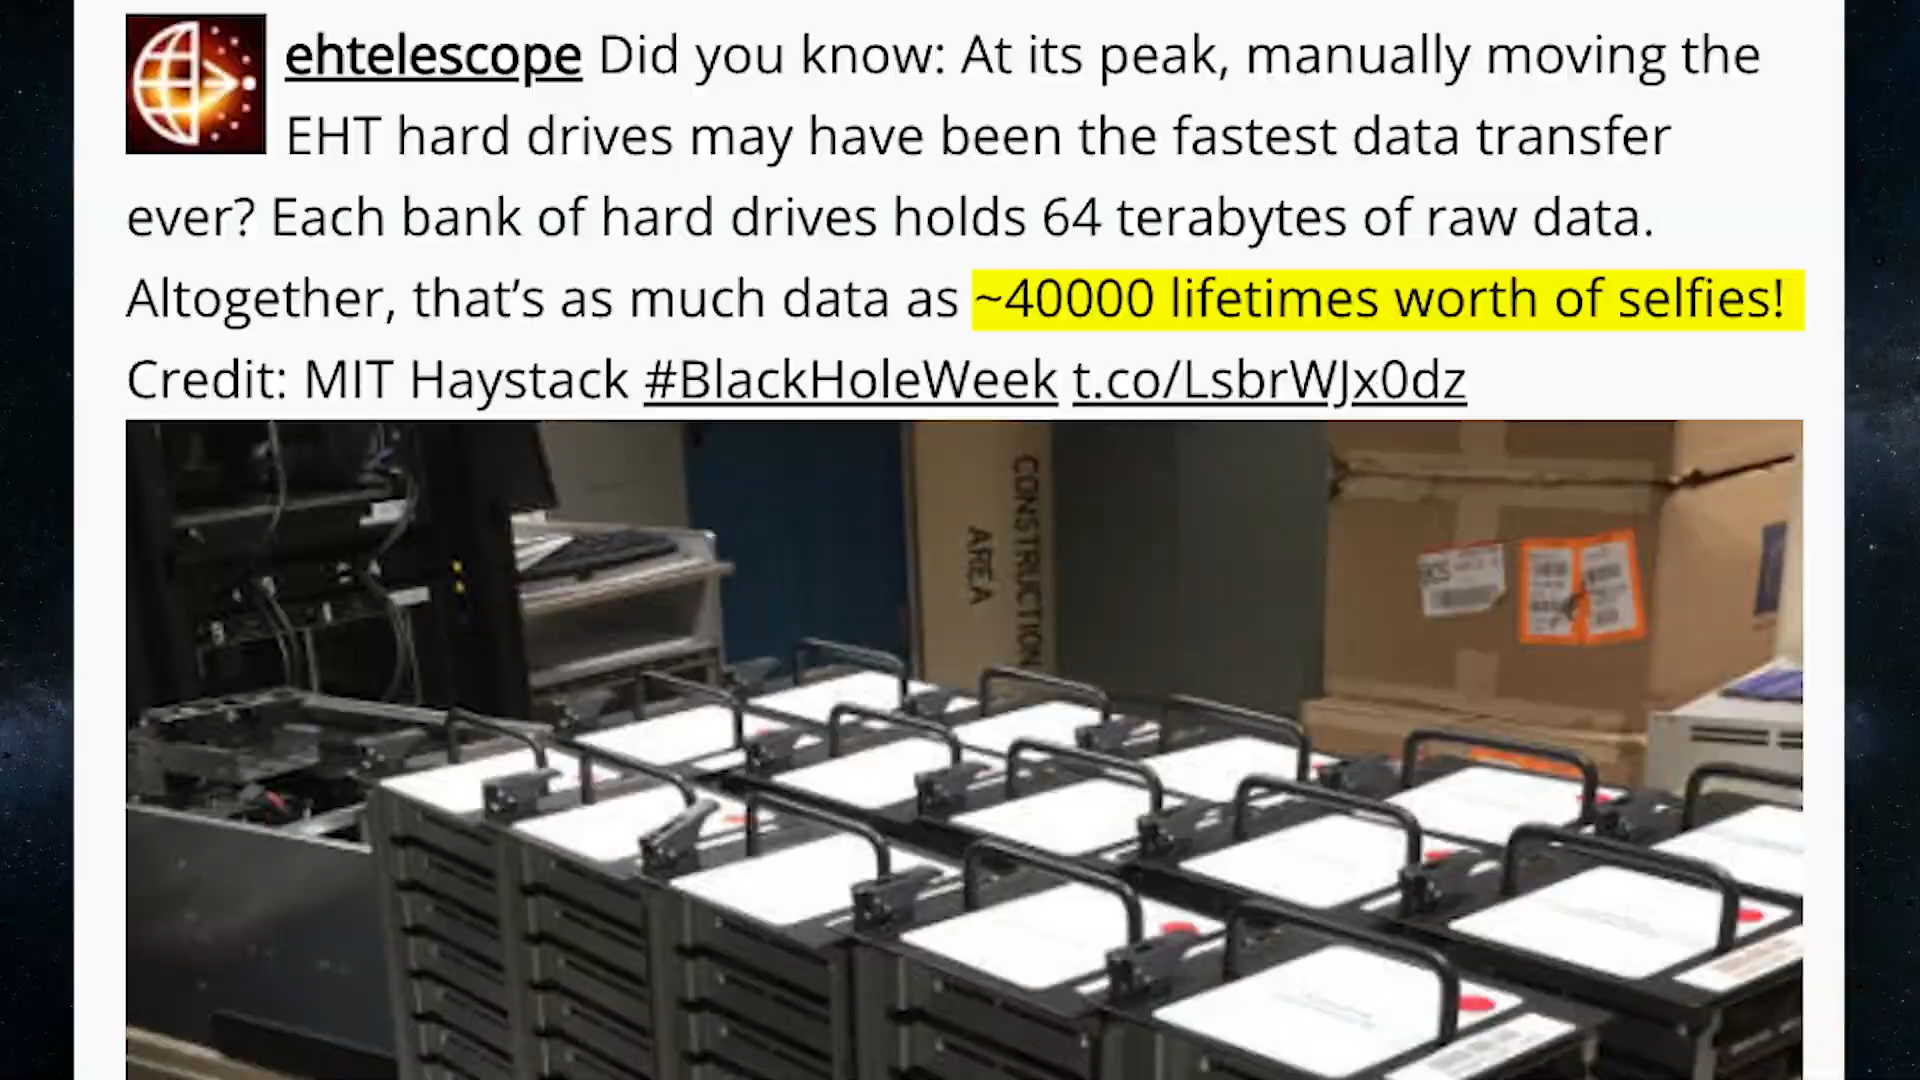 ehtelescope Did you know: At its peak, manually moving the
EHT hard drives may have been the fastest data transfer
ever? Each bank of hard drives holds 64 terabytes of raw data.
Altogether, that's as much data as ~40000 lifetimes worth of selfies!
Credit: MIT Haystack #BlackHoleWeek t.co/LsbrWJx0dz
CONSTRUCTION
AREA